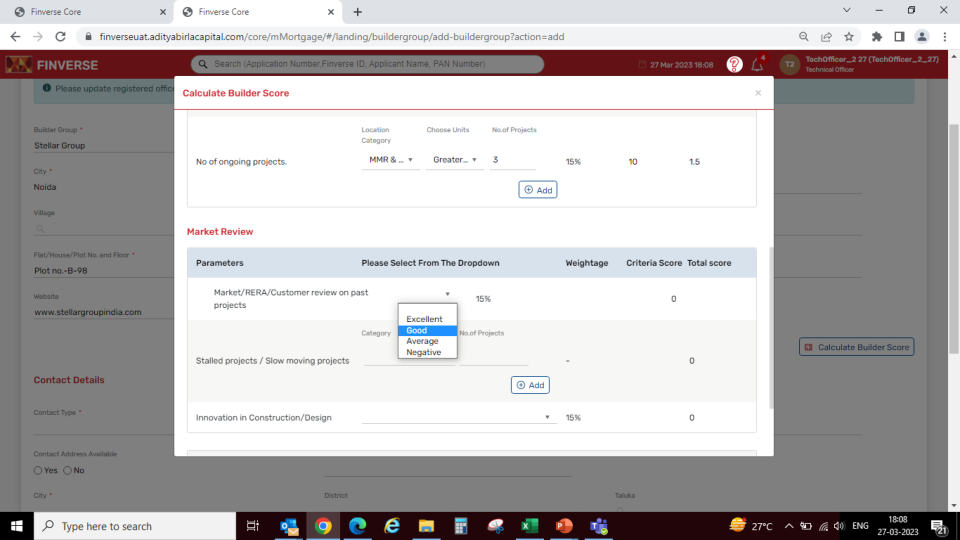 Finverse Core
Finverse Core
finverseuat.adityabirlacapital.com/core/mMortgage/#/landing/buildergroup/add-buildergroup?action=add
FINVERSE
Search (Application Number,Finverse ID, Applicant Name, PAN Number)
27 Mar 2023 18:08
?
4
T2
TechOfficer_2 27 (TechOfficer_2_27)
Technical Officer
Please update registered office
Calculate Builder Score
×
Builder Group *
Stellar Group
City *
Noida
Village
Flat/House/Plot No. and Floor *
Plot no.-B-98
Website
www.stellargroupindia.com
Contact Details
Contact Type *
Contact Address Available
Yes No
City *
District
Taluka
Calculate Builder Score
Location Category
Choose Units
No.of Projects
No of ongoing projects.
MMR & ...
Greater...
3
15%
10
1.5
Add
Market Review
Parameters
Please Select From The Dropdown
Weightage
Criteria Score
Total score
Market/RERA/Customer review on past
projects
15%
0
Excellent
Good
Average
Negative
Category
No.of Projects
Stalled projects / Slow moving projects
-
0
Add
Innovation in Construction/Design
15%
0
Type here to search
27°C
ENG
18:08
27-03-2023
21